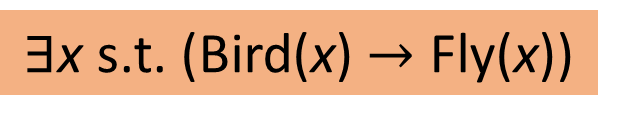 ∃x s.t. (Bird(x) → Fly(x))